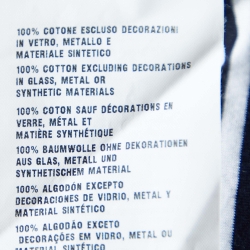 100% COTONE ESCLUSO DECORAZIONI
IN VETRO, METALLO E
MATERIALE SINTETICO
100% COTTON EXCLUDING DECORATIONS
IN GLASS, METAL OR
SYNTHETIC MATERIALS
100% COTON SAUF DÉCORATIONS EN
VERRE, MÉTAL ET
MATIÈRE SYNTHÉTIQUE
100% BAUMWOLLE OHNE DEKORATIONEN
AUS GLAS, METALL UND
SYNTHETISCHEM MATERIAL
100% ALGODÓN EXCEPTO
DECORACIONES DE VIDRIO, METAL Y
MATERIAL SINTÉTICO
100% ALGODÃO EXCETO
DECORAÇÕES EM VIDRO, METAL OU
MATERIAL SINTÉTICO